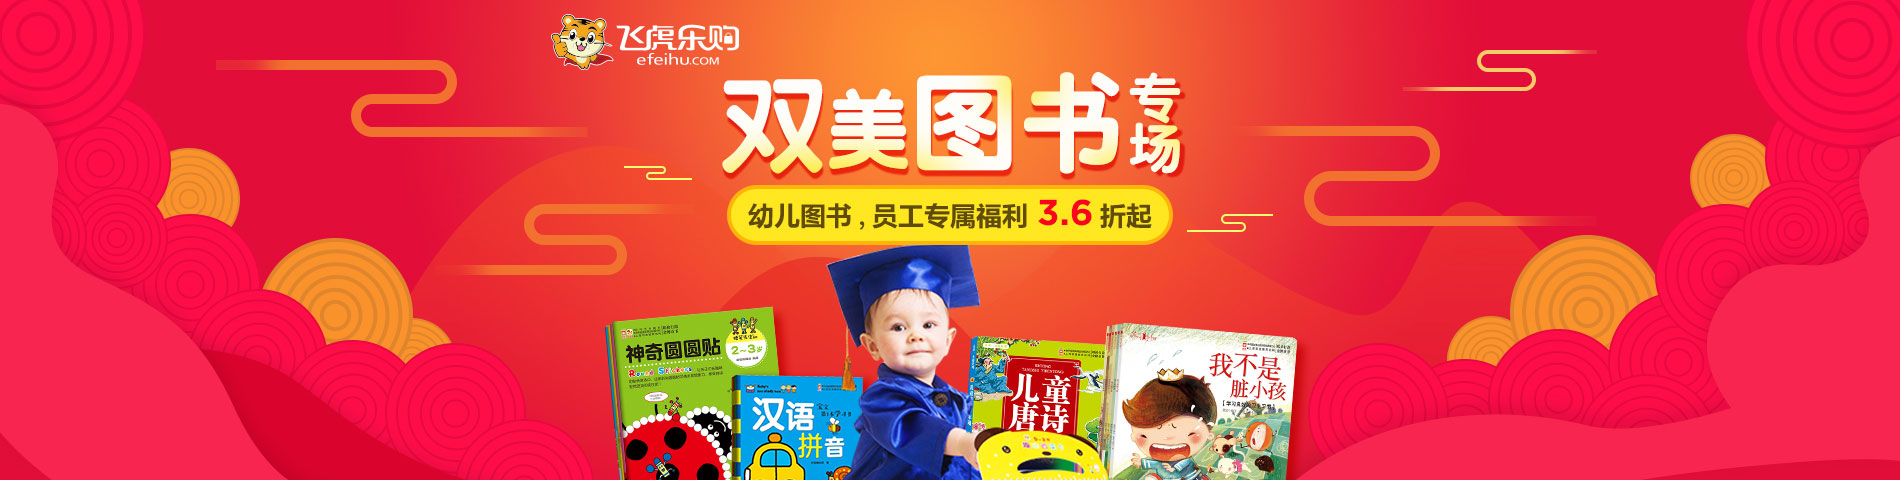 飞虎乐购
efeihu.COM
双美图书专场
幼儿图书,员工专属福利 3.6 折起
神奇圆圆贴
2~3岁
Round Stickers
汉语
拼音
儿童
唐诗
我不是
脏小孩